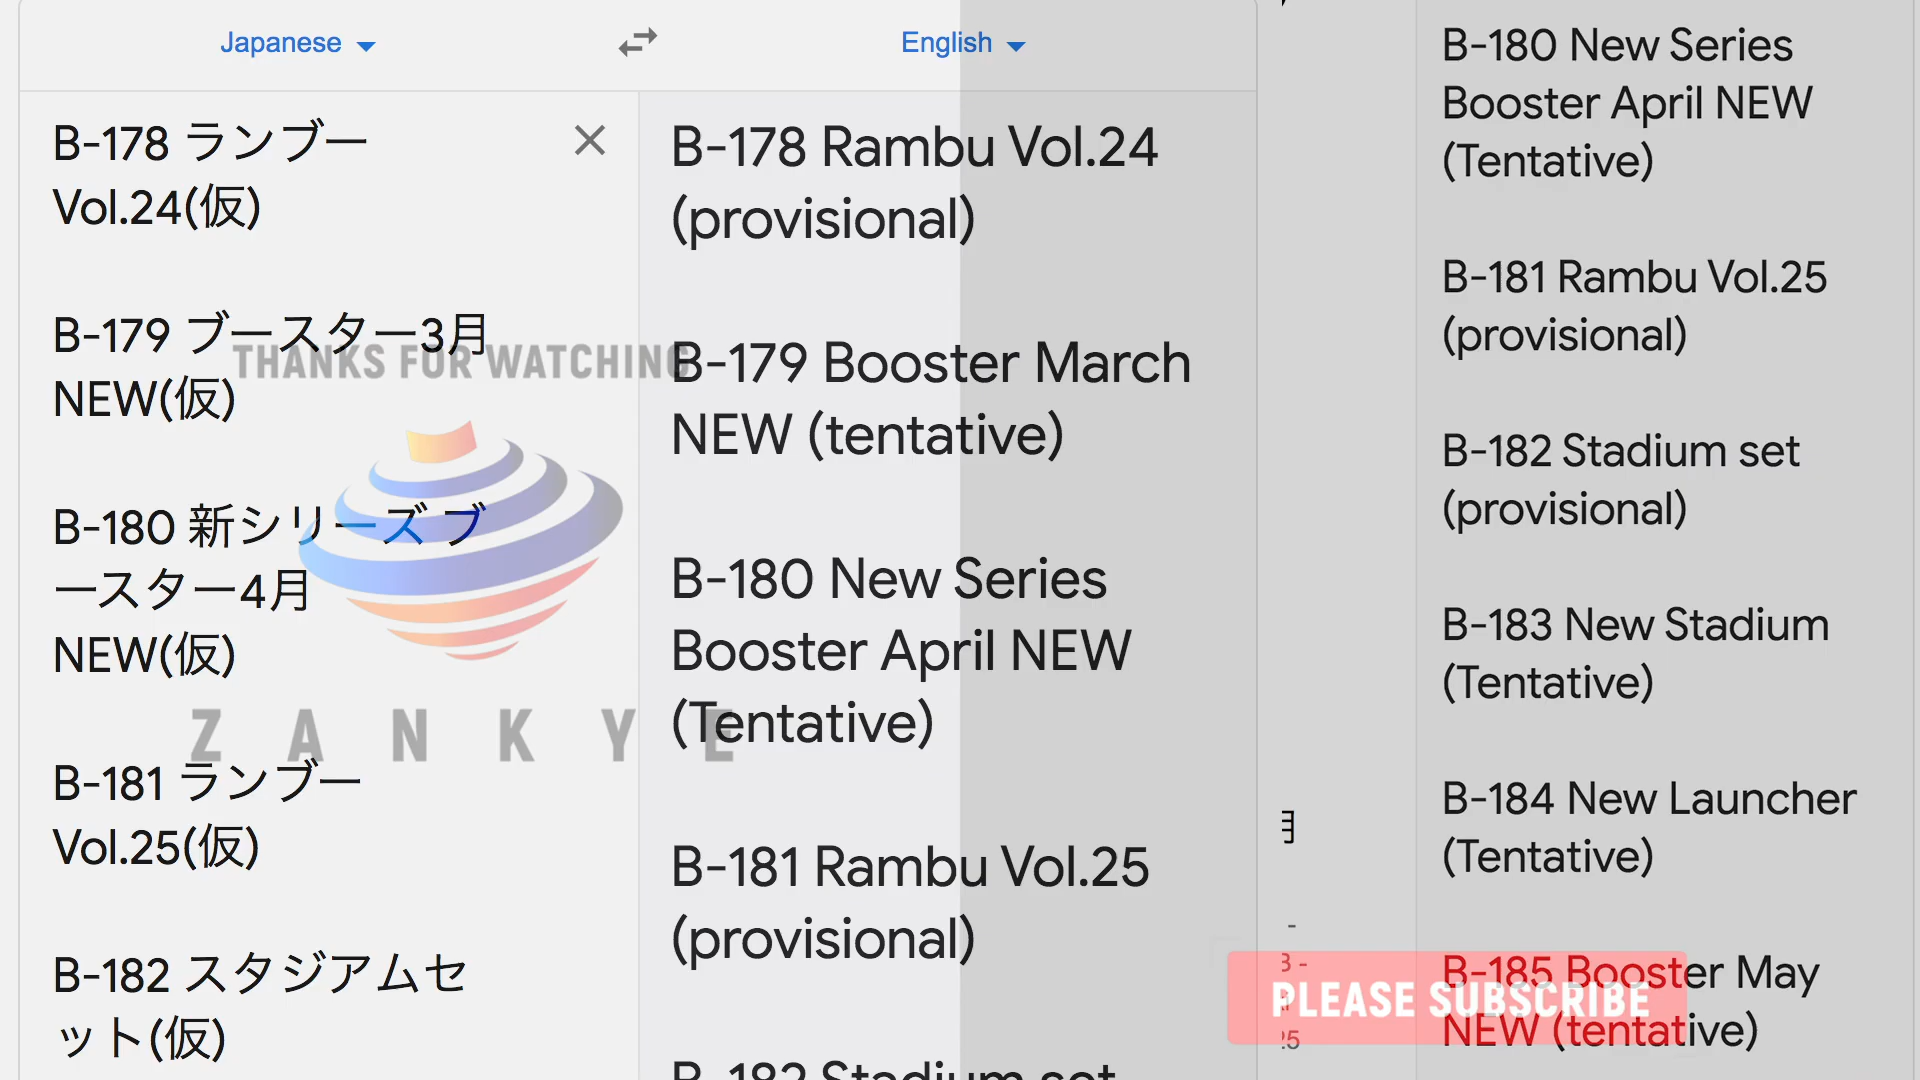 Japanese
English
B-178 ランブー
Vol.24(仮)
B-179 ブースター3月
NEW(仮)
B-180 新シリーズ ブ
ースター4月
NEW(仮)
B-181 ランブー
Vol.25(仮)
B-182 スタジアムセ
ット(仮)
B-178 Rambu Vol.24
(provisional)
B-179 Booster March
NEW (tentative)
B-180 New Series
Booster April NEW
(Tentative)
B-181 Rambu Vol.25
(provisional)
B-182 Stadium set
THANKS FOR WATCHING
ZANKYE
B-180 New Series
Booster April NEW
(Tentative)
B-181 Rambu Vol.25
(provisional)
B-182 Stadium set
(provisional)
B-183 New Stadium
(Tentative)
B-184 New Launcher
(Tentative)
B-185 Booster May
NEW (tentative)
PLEASE SUBSCRIBE